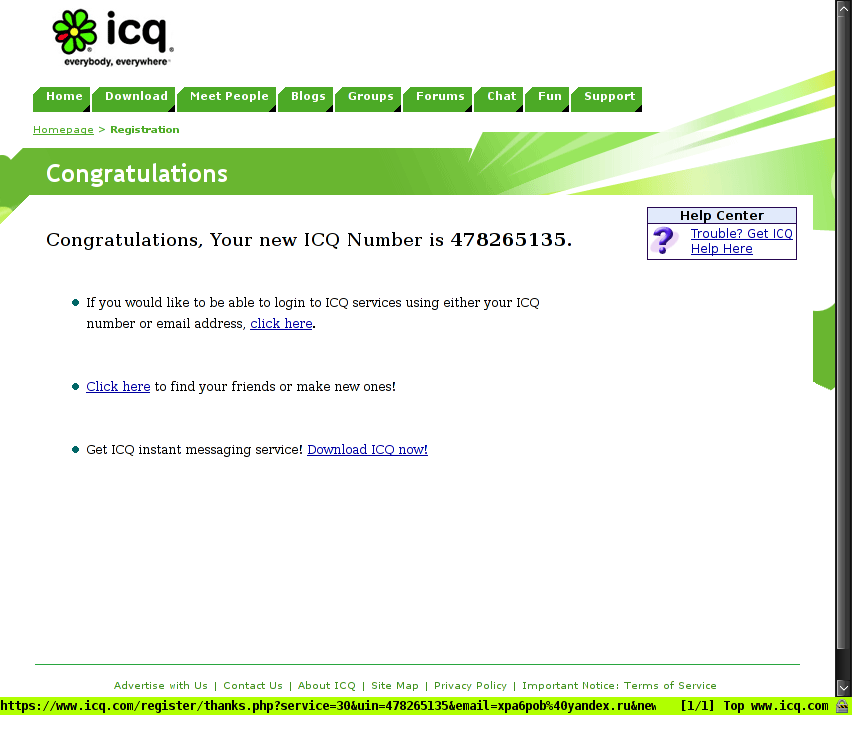 icq
everybody, everywhere
Home Download Meet People Blogs Groups Forums Chat Fun Support
Homepage > Registration
Congratulations
Help Center
Trouble? Get ICQ
Help Here
Congratulations, Your new ICQ Number is 478265135.
If you would like to be able to login to ICQ services using either your ICQ
number or email address, click here.
Click here to find your friends or make new ones!
Get ICQ instant messaging service! Download ICQ now!
Advertise with Us | Contact Us | About ICQ | Site Map | Privacy Policy | Important Notice: Terms of Service
https://www.icq.com/register/thanks.php?service=30&uin=478265135&email=xpa6pob%40yandex.ru&new [1/1] Top www.icq.com